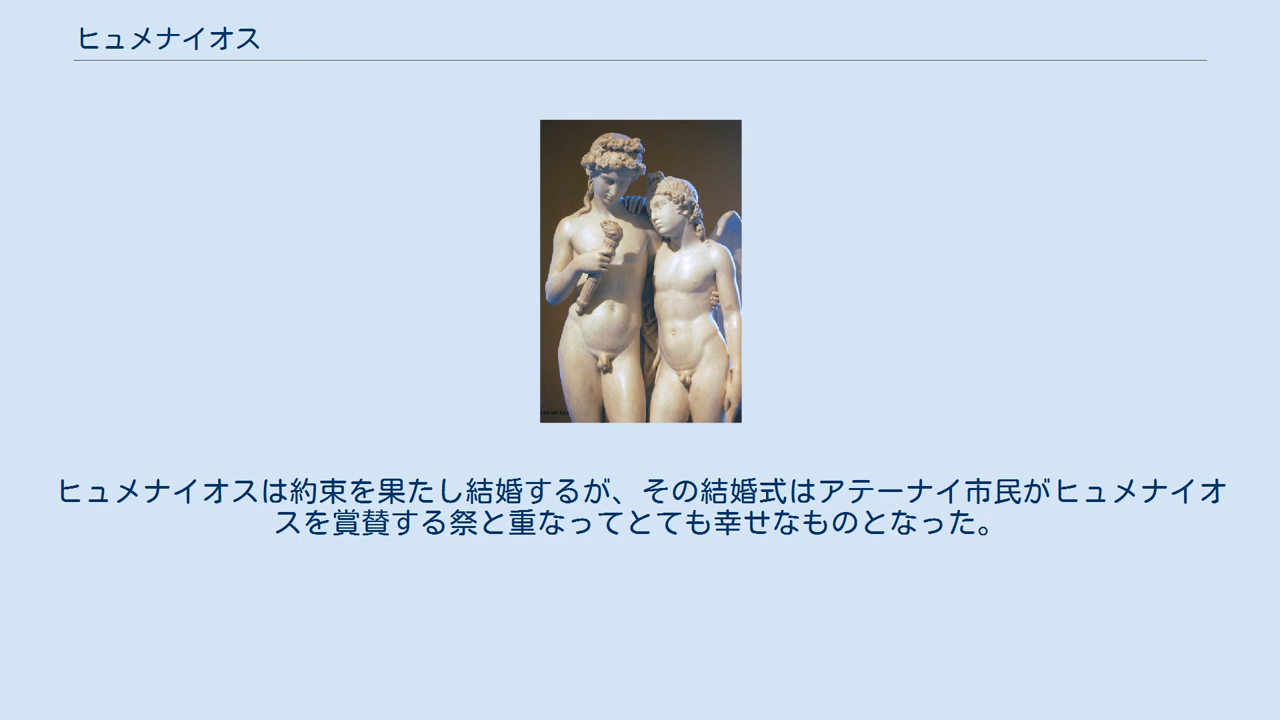 ヒュメナイオス
ヒュメナイオスは約束を果たし結婚するが、その結婚式はアテーナイ市民がヒュメナイオ
スを賞賛する祭と重なってとても幸せなものとなった。